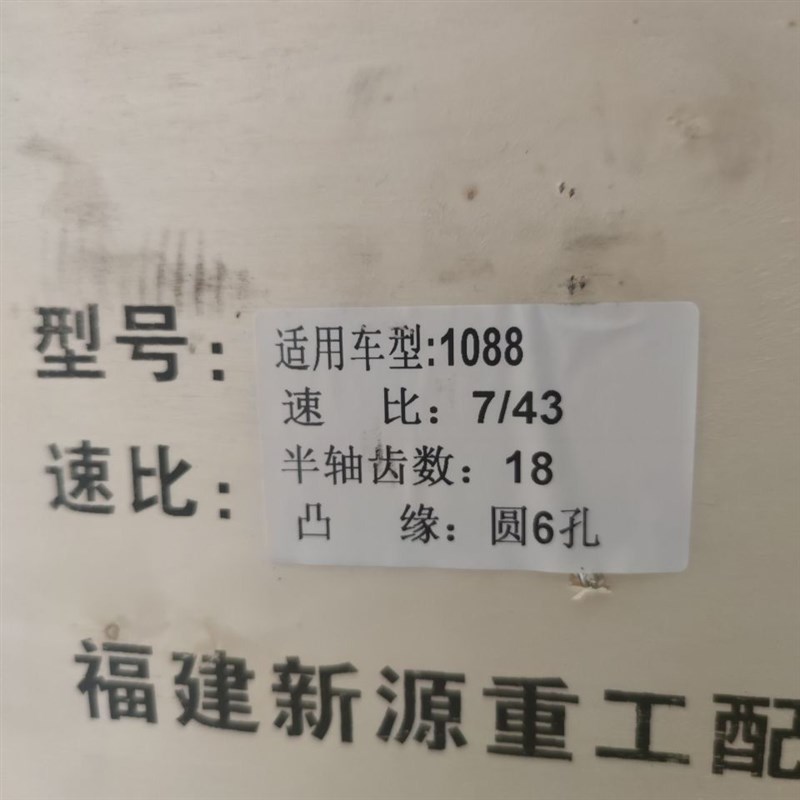 型号：
适用车型:1088
速 比：7/43
速比：
半轴齿数：18
凸 缘：圆6孔
福建新源重工配